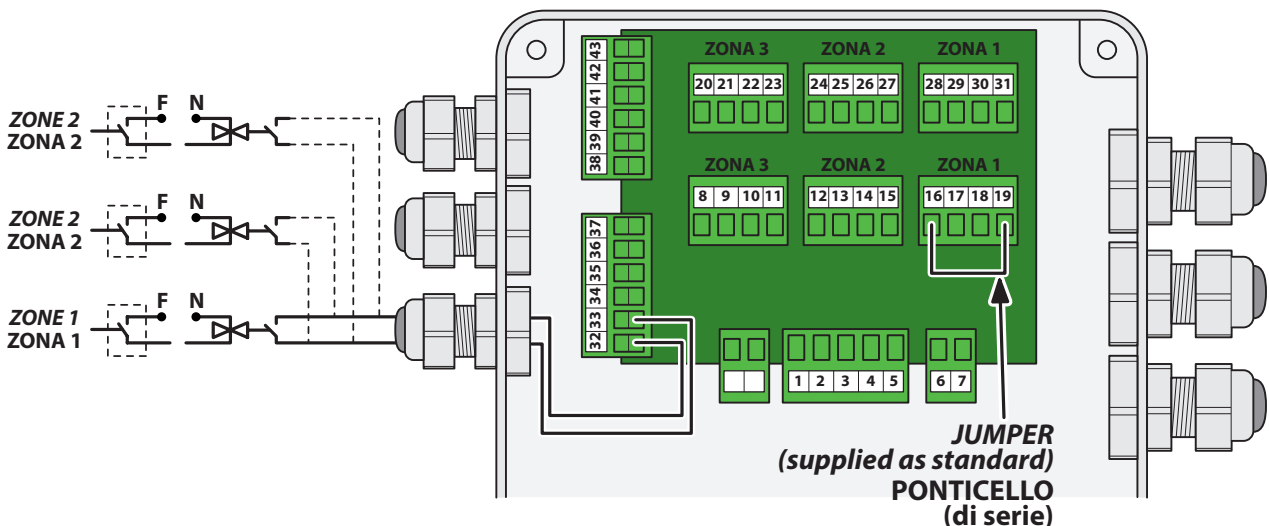 ZONE 2
ZONA 2
F N
ZONE 2
ZONA 2
F N
ZONE 1
ZONA 1
F N
43
42
41
40
39
38
37
36
35
34
33
32
ZONA 3 ZONA 2 ZONA 1
20 21 22 23 24 25 26 27 28 29 30 31
ZONA 3 ZONA 2 ZONA 1
8 9 10 11 12 13 14 15 16 17 18 19
1 2 3 4 5 6 7
JUMPER
(supplied as standard)
PONTICELLO
(di serie)